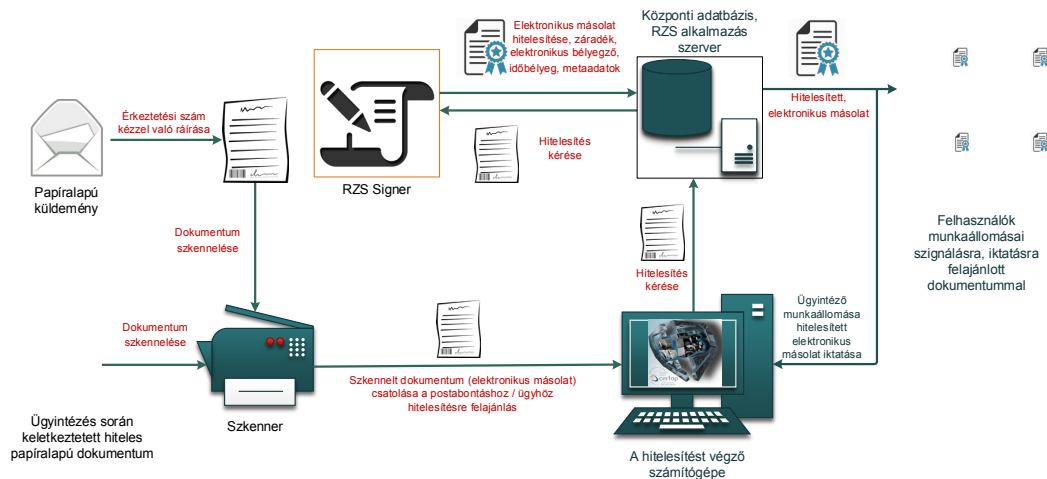 Elektronikus másolat
hitelesítése, záradék,
elektronikus bélyegző,
időbélyeg, metaadatok
Központi adatbázis,
RZS alkalmazás
szerver
Érkeztetési szám
kézzel való ráírása
Hitelesített,
elektronikus másolat
Hitelesítés
kérése
Papíralapú
küldemény
RZS Signer
Dokumentum
szkennelése
Hitelesítés
kérése
Felhasználók
munkaállomásai
szignálásra, iktatásra
felajánlott
dokumentummal
Ügyintéző
munkaállomása
hitelesített
elektronikus
másolat iktatása
Dokumentum
szkennelése
Szkennelt dokumentum (elektronikus másolat)
csatolása a postabontáshoz / ügyhöz
hitelesítésre felajánlás
certop
Ügyintézés során
keletkeztetett hiteles
papíralapú dokumentum
Szkenner
A hitelesítést végző
számítógépe